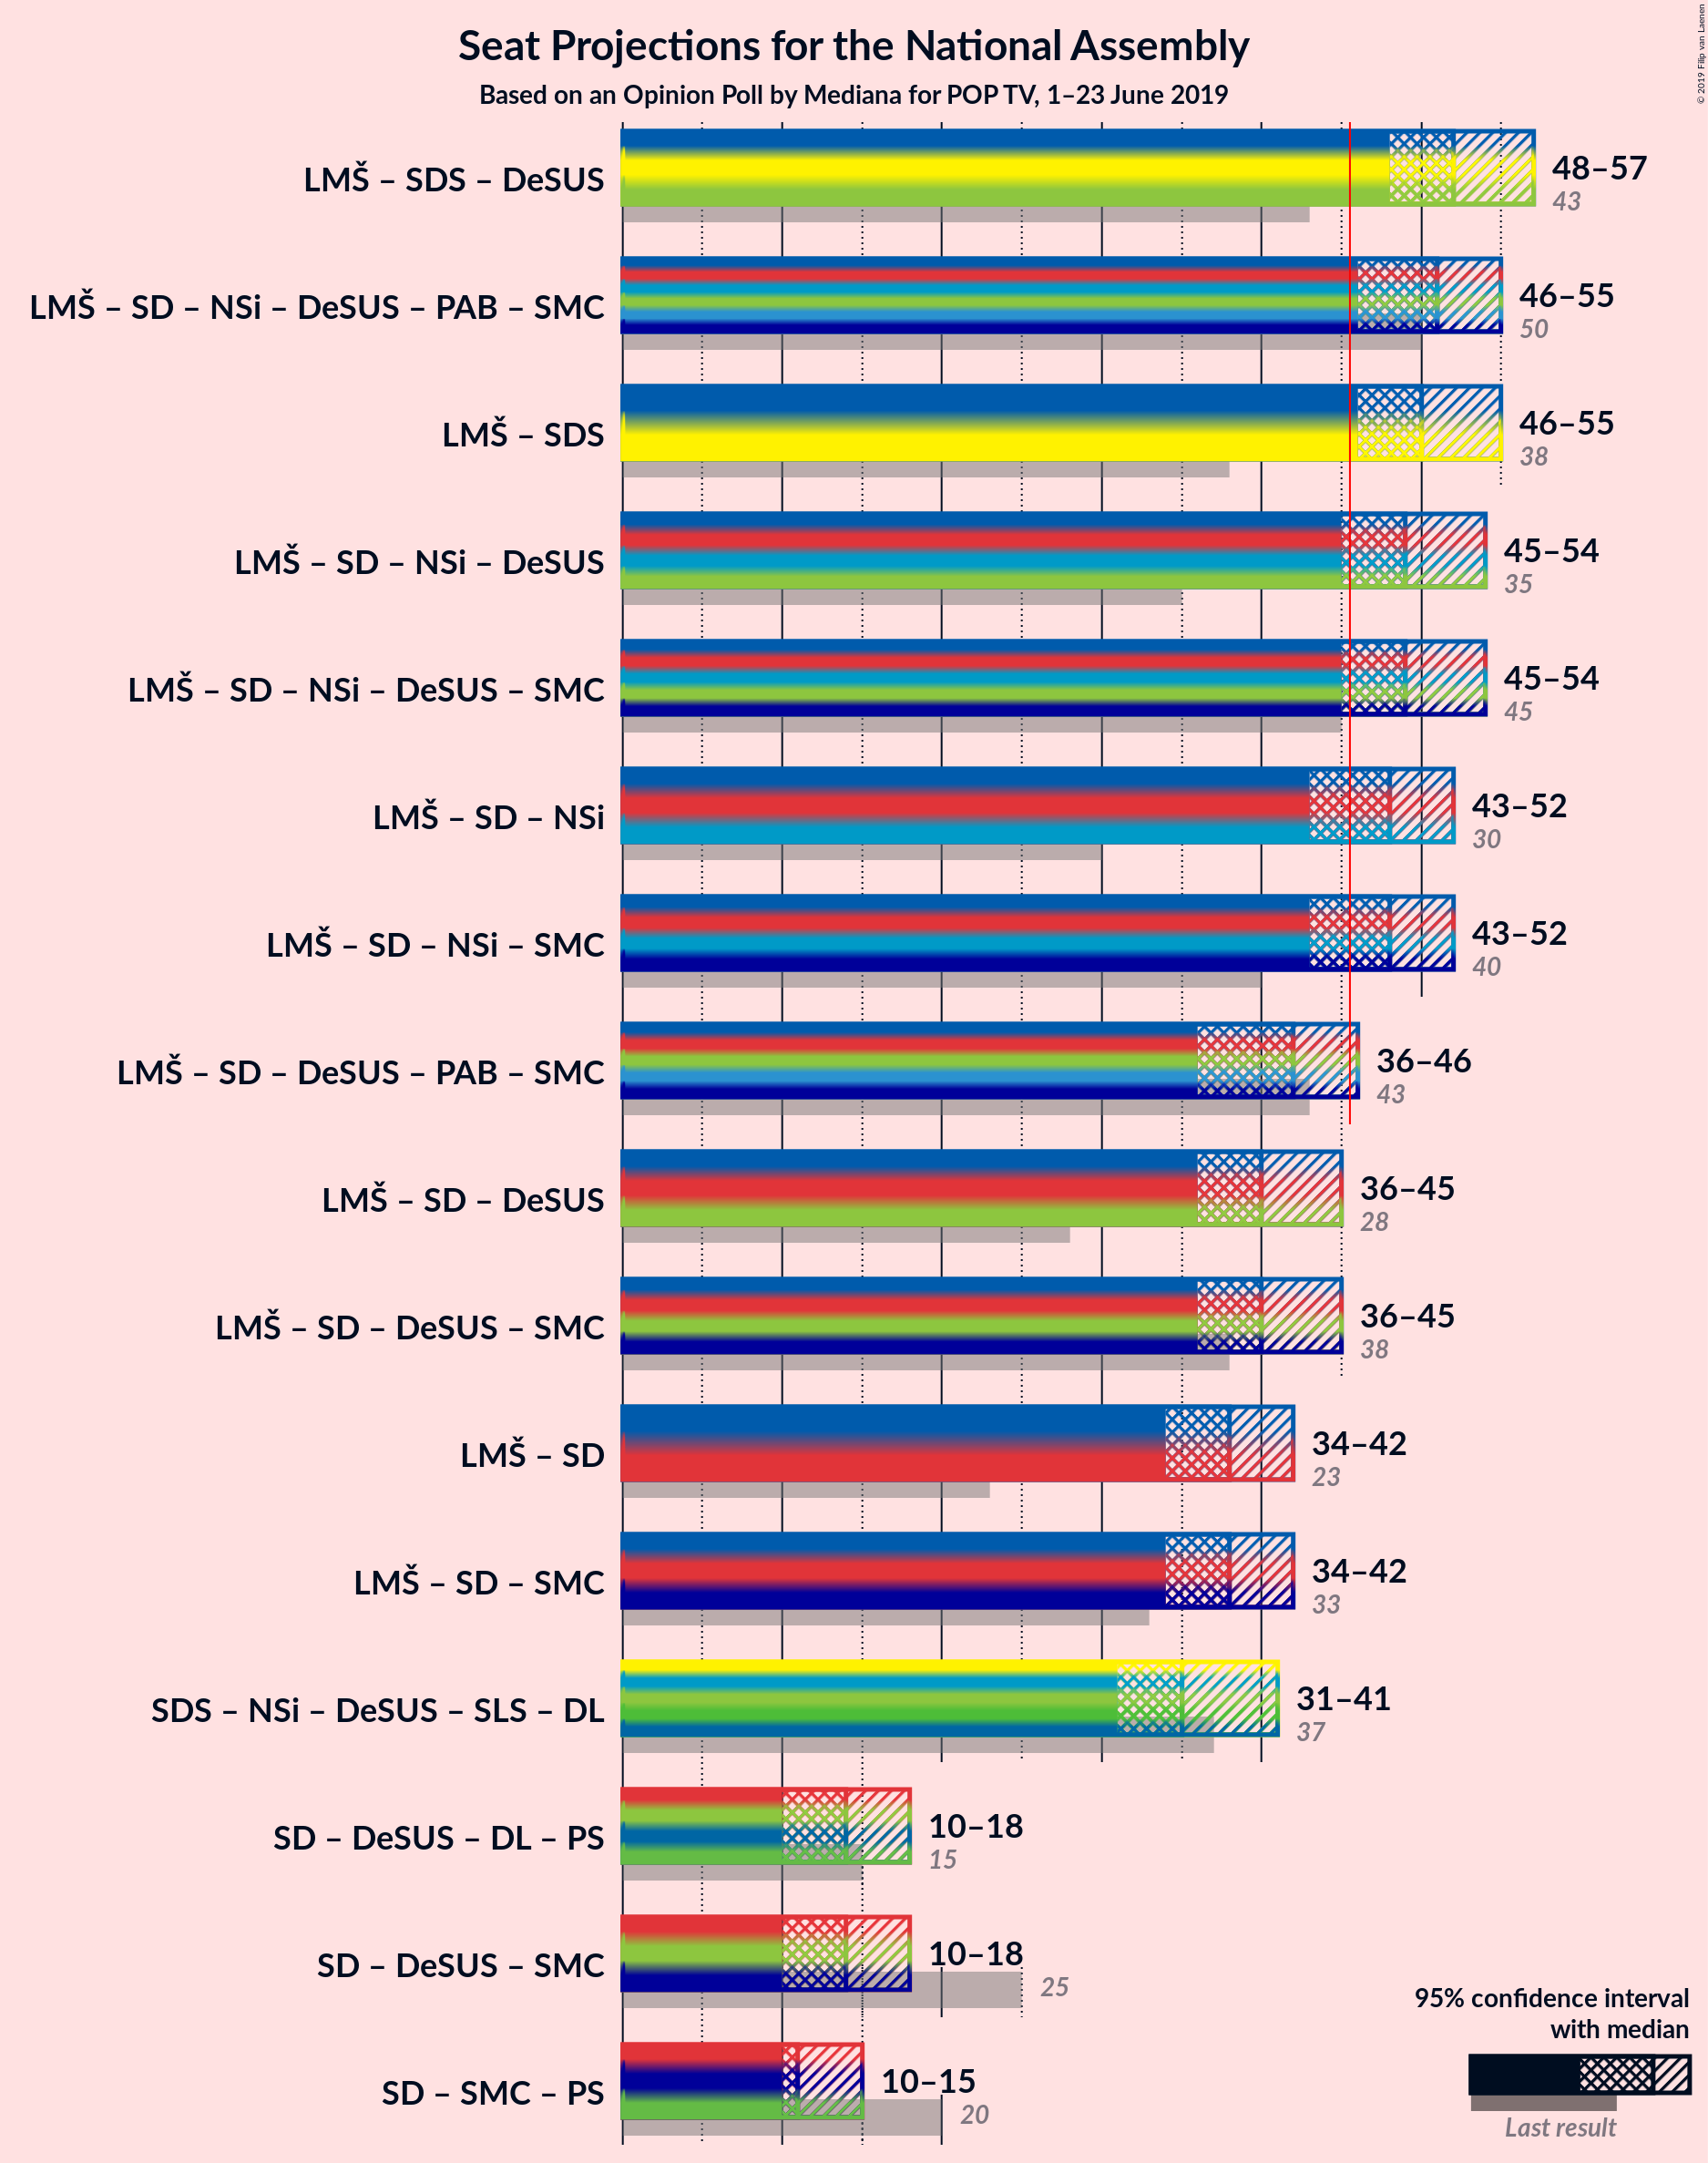 Seat Projections for the National Assembly
Based on an Opinion Poll by Mediana for POP TV, 1–23 June 2019
© 2019 Filip van Laenen
LMŠ – SDS – DeSUS
48–57
43
LMŠ – SD – NSi – DeSUS – PAB – SMC
46–55
50
LMŠ – SDS
46–55
38
LMŠ – SD – NSi – DeSUS
45–54
35
LMŠ – SD – NSi – DeSUS – SMC
45–54
45
LMŠ – SD – NSi
43–52
30
LMŠ – SD – NSi – SMC
43–52
40
LMŠ – SD – DeSUS – PAB – SMC
36–46
43
LMŠ – SD – DeSUS
36–45
28
LMŠ – SD – DeSUS – SMC
36–45
38
LMŠ – SD
34–42
23
LMŠ – SD – SMC
34–42
33
SDS – NSi – DeSUS – SLS – DL
31–41
37
SD – DeSUS – DL – PS
10–18
15
SD – DeSUS – SMC
10–18
25
SD – SMC – PS
10–15
20
95% confidence interval
with median
Last result